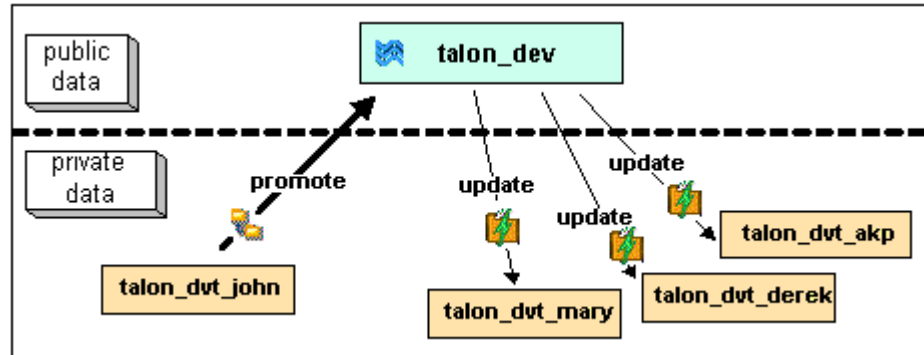 public
data
talon_dev
private
data
promote
update
update
update
talon_dvt_akp
talon_dvt_john
talon_dvt_mary
talon_dvt_derek